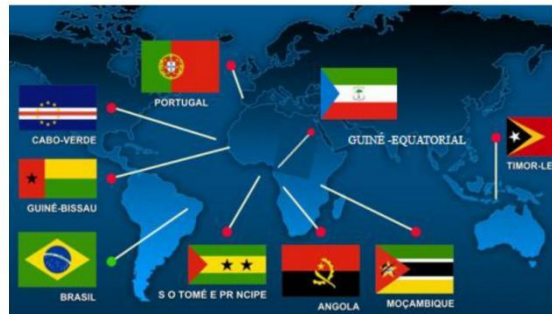 PORTUGAL
CABO-VERDE
GUINÉ -EQUATORIAL
TIMOR-LE
GUINÉ-BISSAU
BRASIL
S O TOMÉ E PR NCIPE
ANGOLA
MOÇAMBIQUE